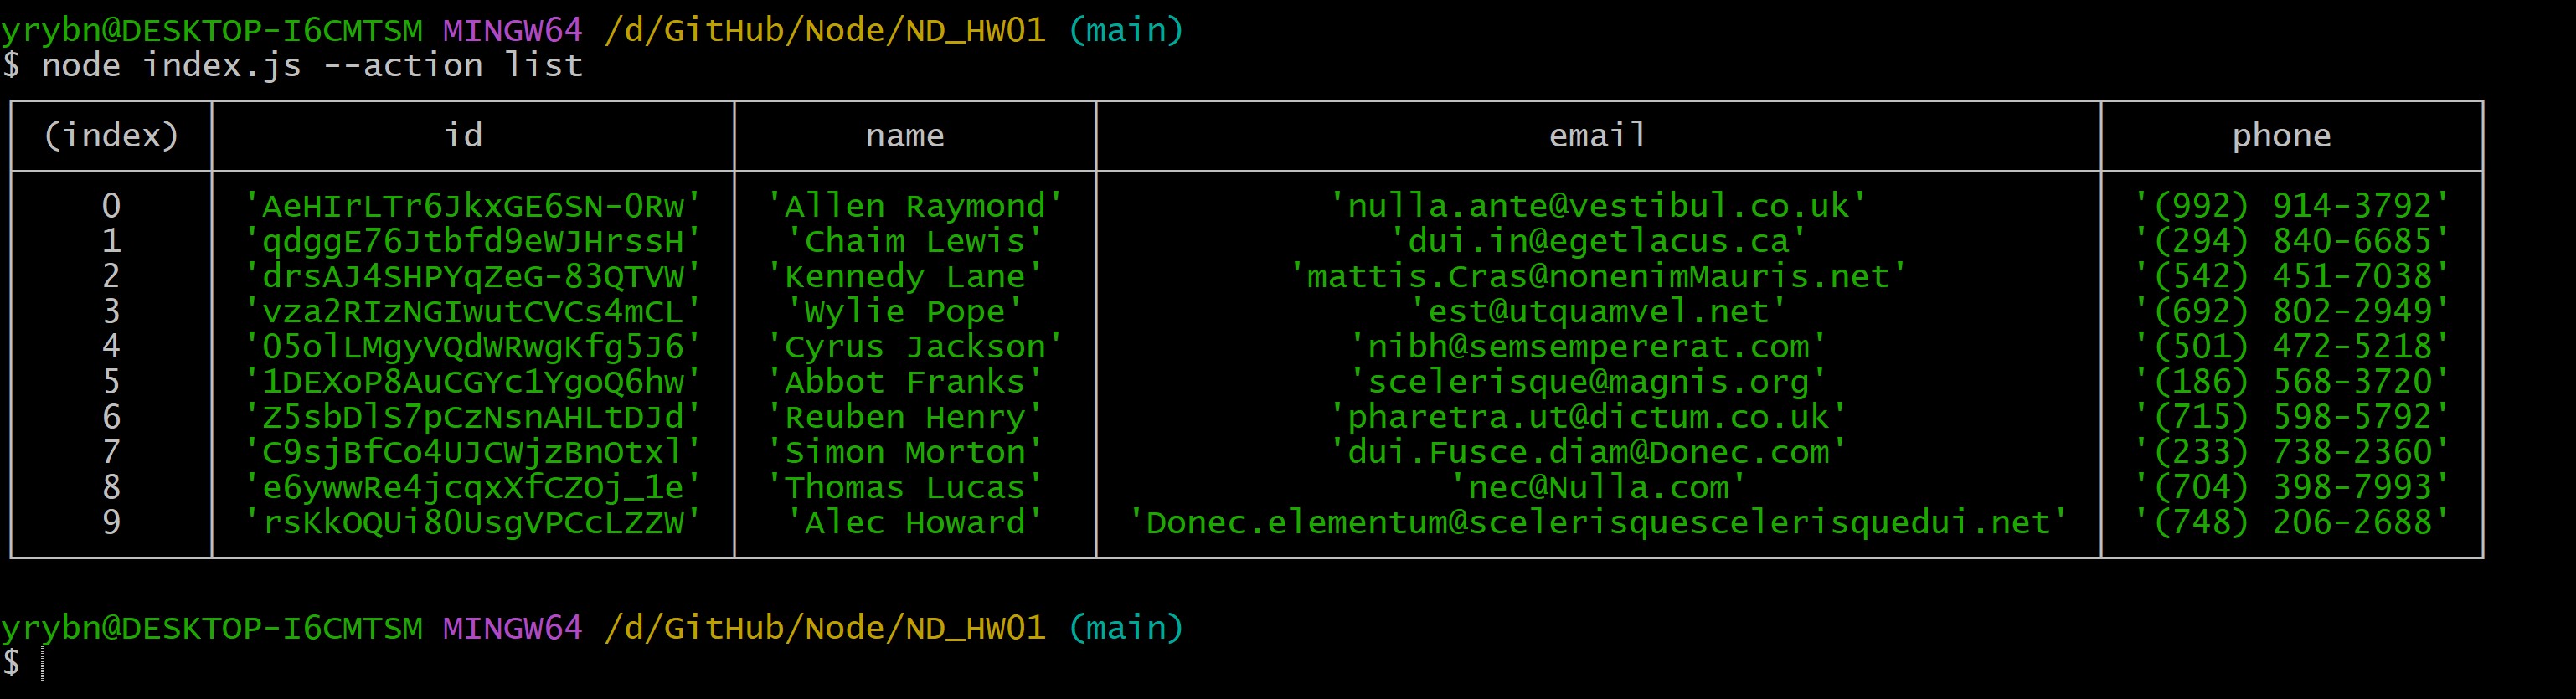 yrybn@DESKTOP-I6CMTSM MINGW64 /d/GitHub/Node/ND_HW01 (main)
$ node index.js --action list
(index) id name email phone
0 'AeHIrLTr6JkxGE6SN-0Rw' 'Allen Raymond' 'nulla.ante@vestibul.co.uk' '(992) 914-3792'
1 'qdggE76Jtbfd9eWJHrssH' 'Chaim Lewis' 'dui.in@egetlacus.ca' '(294) 840-6685'
2 'drsAJ4SHPYqZeG-83QTVW' 'Kennedy Lane' 'mattis.Cras@nonenimMauris.net' '(542) 451-7038'
3 'vza2RIzNGIwutCVCs4mCL' 'Wylie Pope' 'est@utquamvel.net' '(692) 802-2949'
4 '05olLMgyVQdWRwgKfg5J6' 'Cyrus Jackson' 'nibh@semsempererat.com' '(501) 472-5218'
5 '1DEXoP8AuCGYc1YgoQ6hw' 'Abbot Franks' 'scelerisque@magnis.org' '(186) 568-3720'
6 'Z5sbDlS7pCzNsnAHLtDJd' 'Reuben Henry' 'pharetra.ut@dictum.co.uk' '(715) 598-5792'
7 'C9sjBfCo4UJCWjzBnOtxl' 'Simon Morton' 'dui.Fusce.diam@Donec.com' '(233) 738-2360'
8 'e6ywwRe4jcqxXfCZOj_1e' 'Thomas Lucas' 'nec@Nulla.com' '(704) 398-7993'
9 'rsKkOQUi80UsgVPCcLZZW' 'Alec Howard' 'Donec.elementum@scelerisquescelerisquedui.net' '(748) 206-2688'
yrybn@DESKTOP-I6CMTSM MINGW64 /d/GitHub/Node/ND_HW01 (main)
$